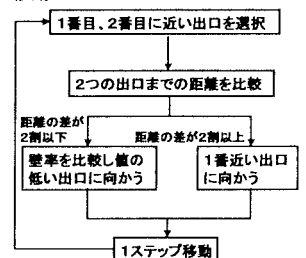 1番目、2番目に近い出口を選択
2つの出口までの距離を比較
距離の差が
2割以下
距離の差が2割以上
壁率を比較し値の
低い出口に向かう
1番近い出口
に向かう
1ステップ移動